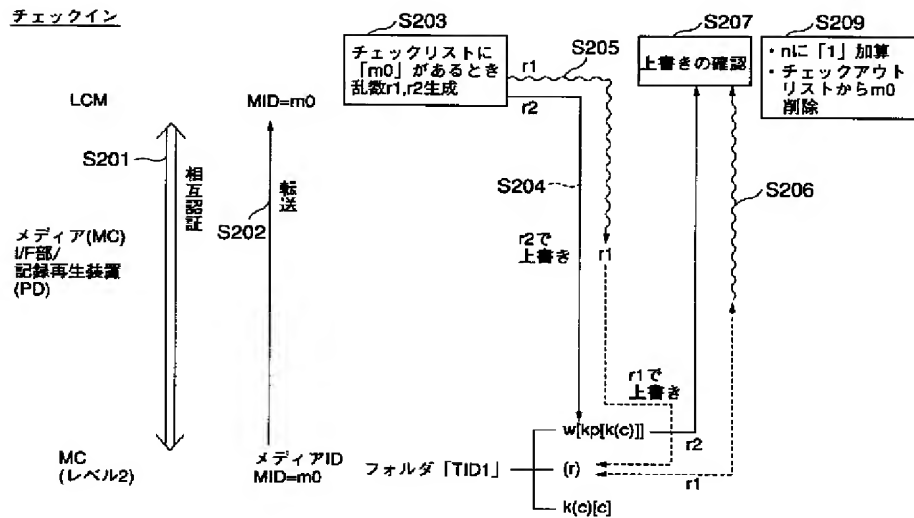 チェックイン
S203
チェックリストに
「m0」があるとき
乱数r1,r2生成
r1
S205
r2
S207
上書きの確認
S209
・nに「1」加算
・チェックアウト
リストからm0
削除
LCM
MID=m0
S201
相互認証
転送
S202
S204
r2で
上書き
r1
S206
メディア(MC)
I/F部/
記録再生装置
(PD)
r1で
上書き
w[kp[k(c)]]
r2
MC
(レベル2)
メディアID
MID=m0
フォルダ「TID1」
(r)
r1
k(c)[c]